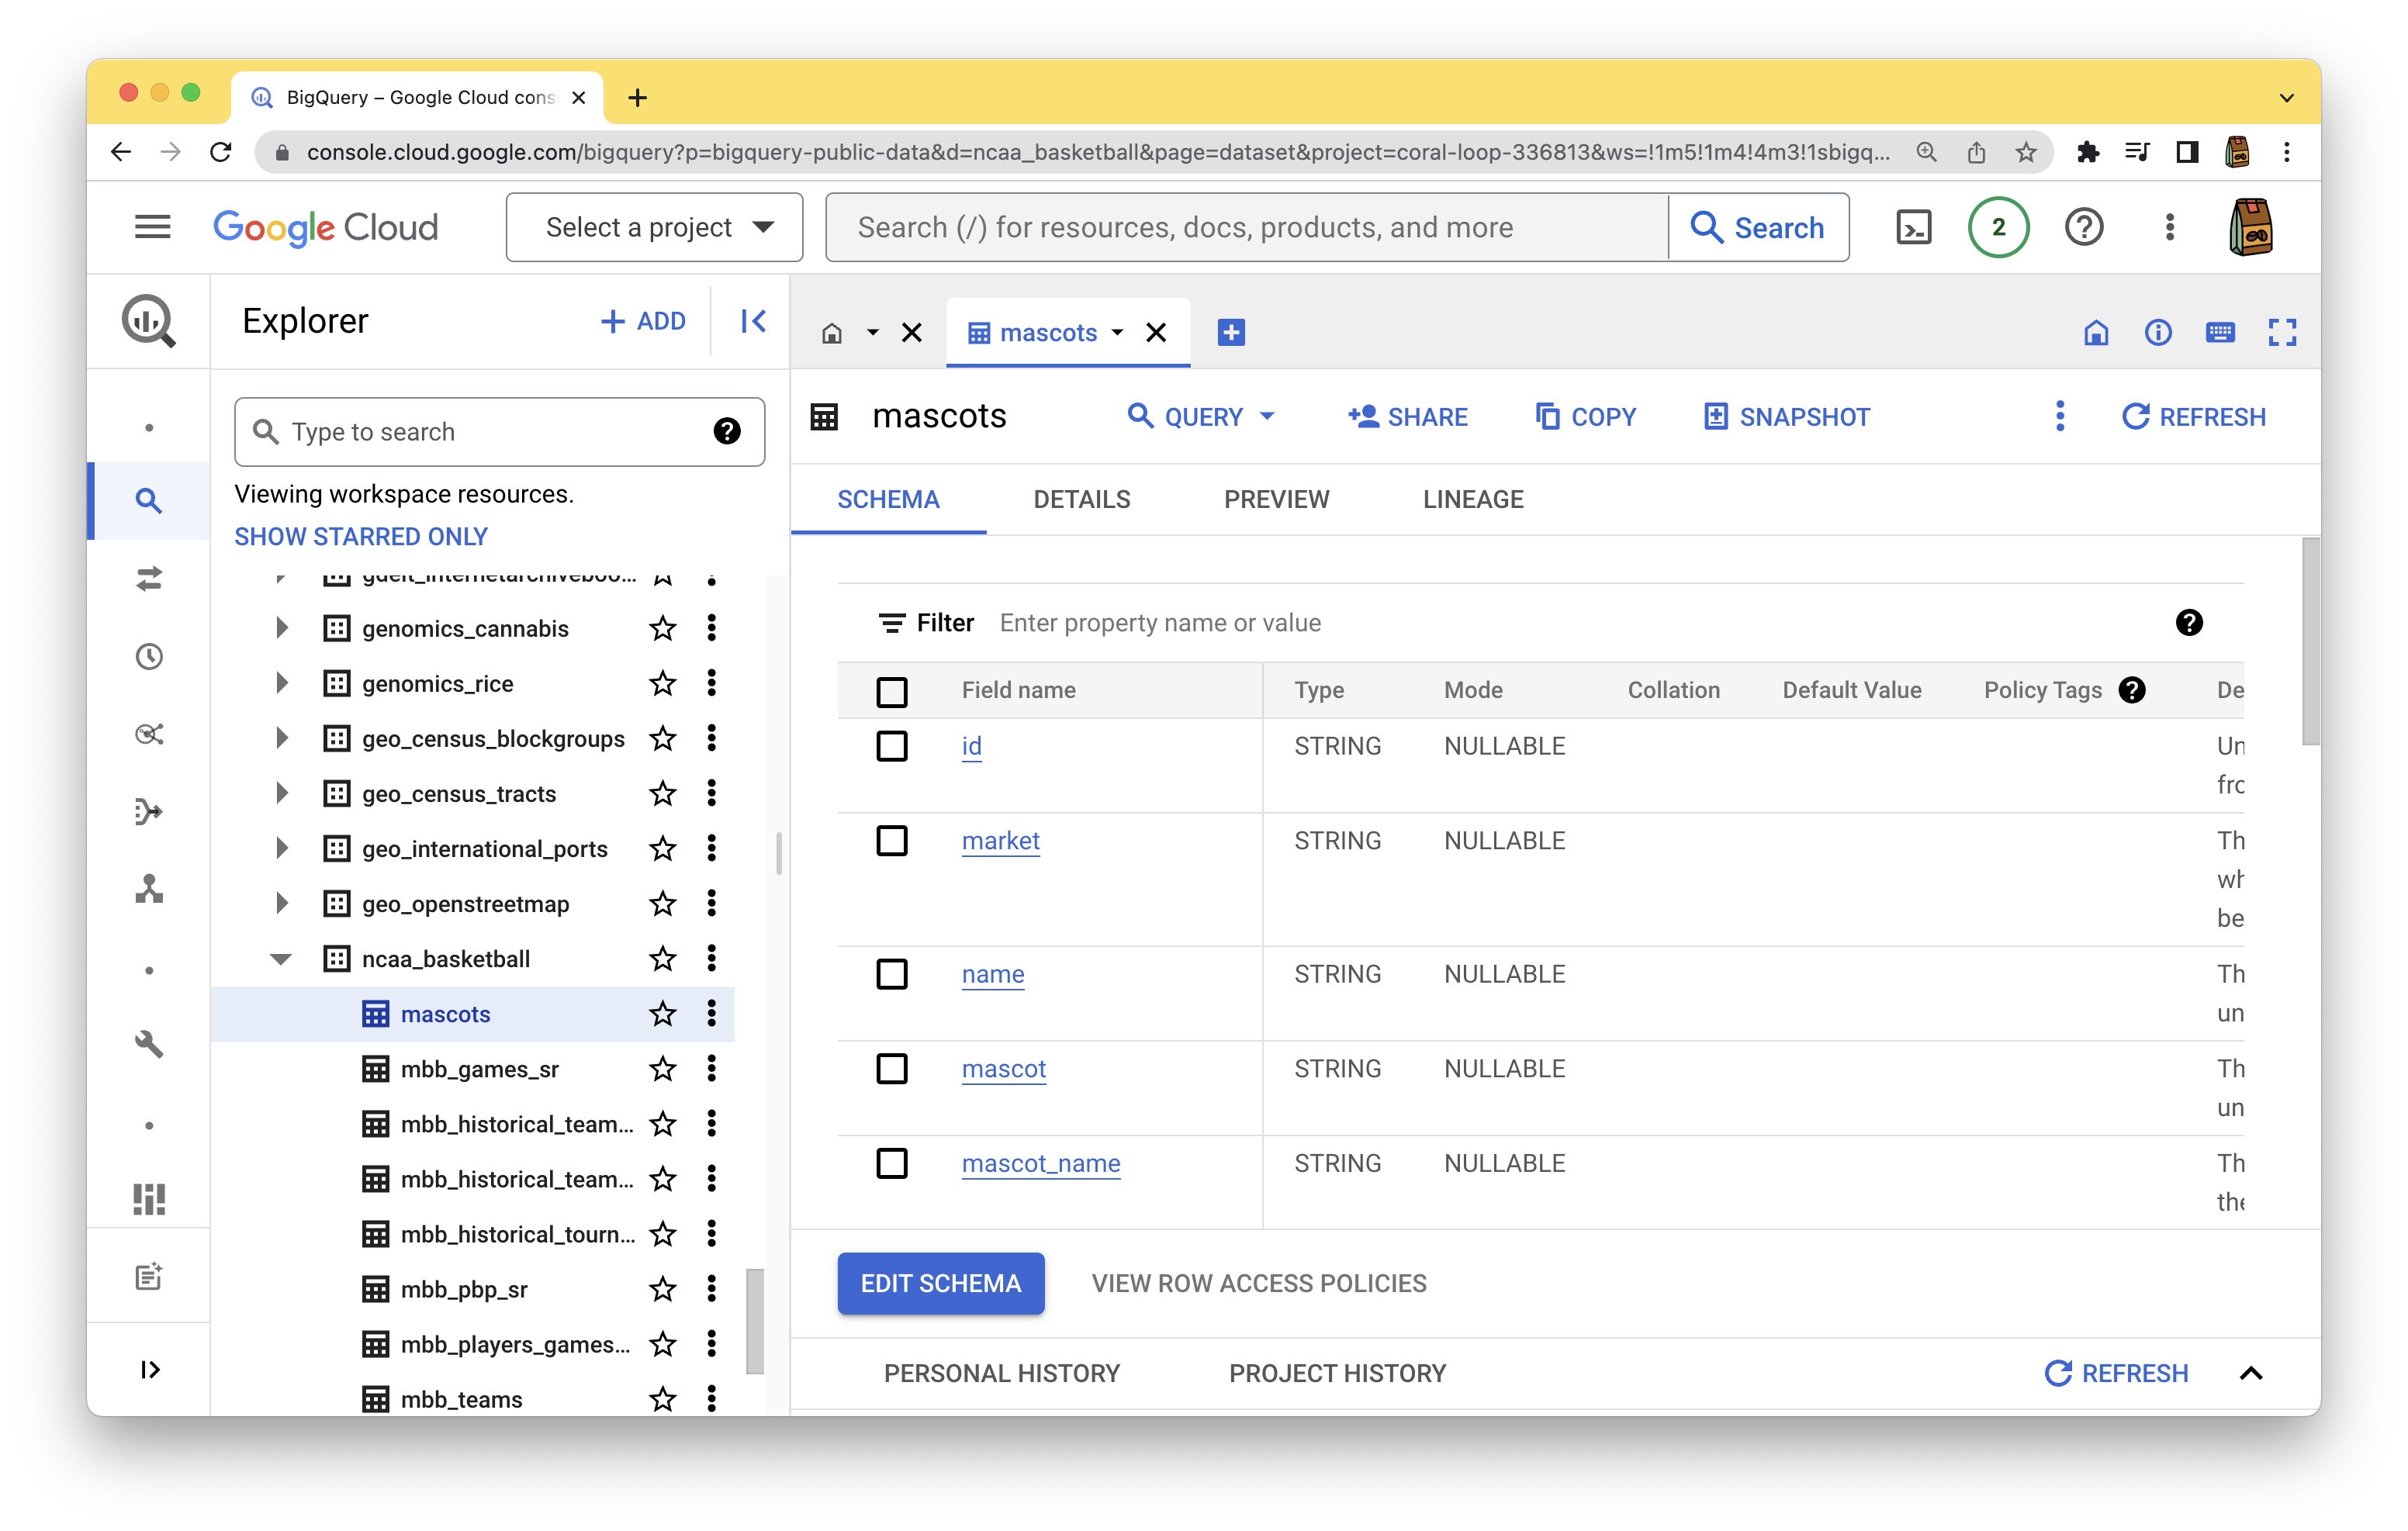 BigQuery – Google Cloud cons
console.cloud.google.com/bigquery?p=bigquery-public-data&d=ncaa_basketball&page=dataset&project=coral-loop-336813&ws=!1m5!1m4!4m3!1sbigq...
Google Cloud
Select a project
Search (/) for resources, docs, products, and more
Search
2
Explorer
ADD
mascots
Type to search
Viewing workspace resources.
SHOW STARRED ONLY
gdelt_internetarchiveboo...
genomics_cannabis
genomics_rice
geo_census_blockgroups
geo_census_tracts
geo_international_ports
geo_openstreetmap
ncaa_basketball
mascots
mbb_games_sr
mbb_historical_team...
mbb_historical_team...
mbb_historical_tourn...
mbb_pbp_sr
mbb_players_games...
mbb_teams
mascots
QUERY
SHARE
COPY
SNAPSHOT
REFRESH
SCHEMA DETAILS PREVIEW LINEAGE
Filter Enter property name or value
Field name Type Mode Collation Default Value Policy Tags De
id STRING NULLABLE Un
fro
market STRING NULLABLE Th
wh
be
name STRING NULLABLE Th
un
mascot STRING NULLABLE Th
un
mascot_name STRING NULLABLE Th
the
EDIT SCHEMA VIEW ROW ACCESS POLICIES
PERSONAL HISTORY PROJECT HISTORY REFRESH